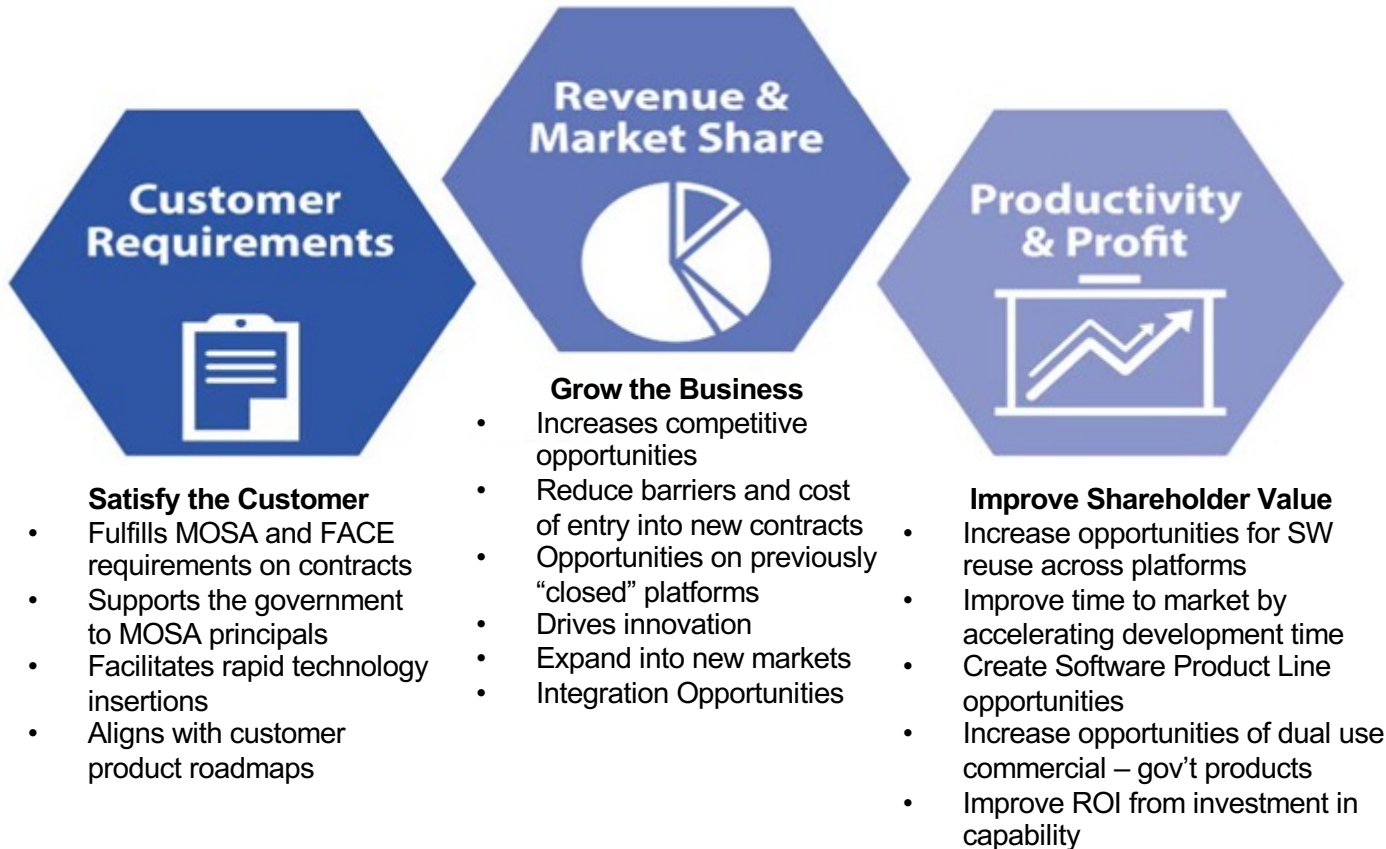 Customer
Requirements
Satisfy the Customer
• Fulfills MOSA and FACE
requirements on contracts
• Supports the government
to MOSA principals
• Facilitates rapid technology
insertions
• Aligns with customer
product roadmaps
Revenue &
Market Share
Grow the Business
• Increases competitive
opportunities
• Reduce barriers and cost
of entry into new contracts
• Opportunities on previously
“closed” platforms
• Drives innovation
• Expand into new markets
• Integration Opportunities
Productivity
& Profit
Improve Shareholder Value
• Increase opportunities for SW
reuse across platforms
• Improve time to market by
accelerating development time
• Create Software Product Line
opportunities
• Increase opportunities of dual use
commercial – gov’t products
• Improve ROI from investment in
capability